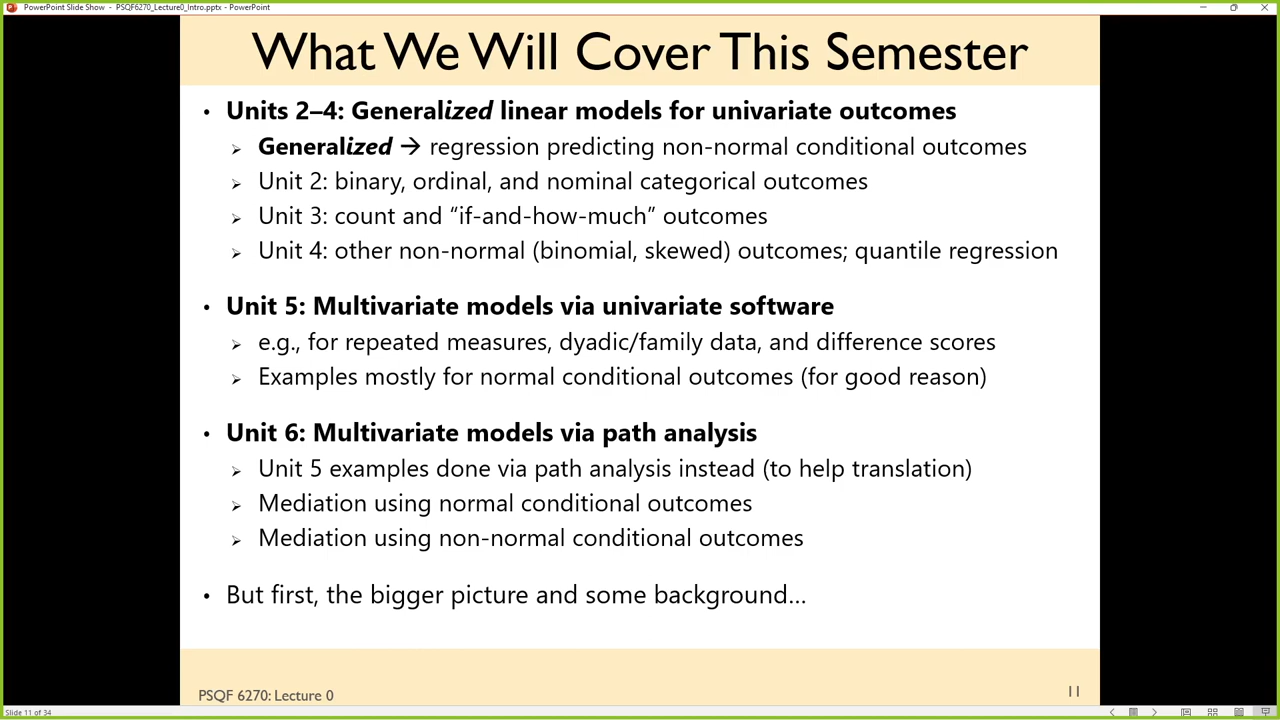 PowerPoint Slide Show - PSQF6270_Lecture0_Intro.pptx - PowerPoint
What We Will Cover This Semester
• Units 2–4: Generalized linear models for univariate outcomes
➢ Generalized → regression predicting non-normal conditional outcomes
➢ Unit 2: binary, ordinal, and nominal categorical outcomes
➢ Unit 3: count and “if-and-how-much” outcomes
➢ Unit 4: other non-normal (binomial, skewed) outcomes; quantile regression
• Unit 5: Multivariate models via univariate software
➢ e.g., for repeated measures, dyadic/family data, and difference scores
➢ Examples mostly for normal conditional outcomes (for good reason)
• Unit 6: Multivariate models via path analysis
➢ Unit 5 examples done via path analysis instead (to help translation)
➢ Mediation using normal conditional outcomes
➢ Mediation using non-normal conditional outcomes
• But first, the bigger picture and some background…
PSQF 6270: Lecture 0
11
Slide 11 of 34